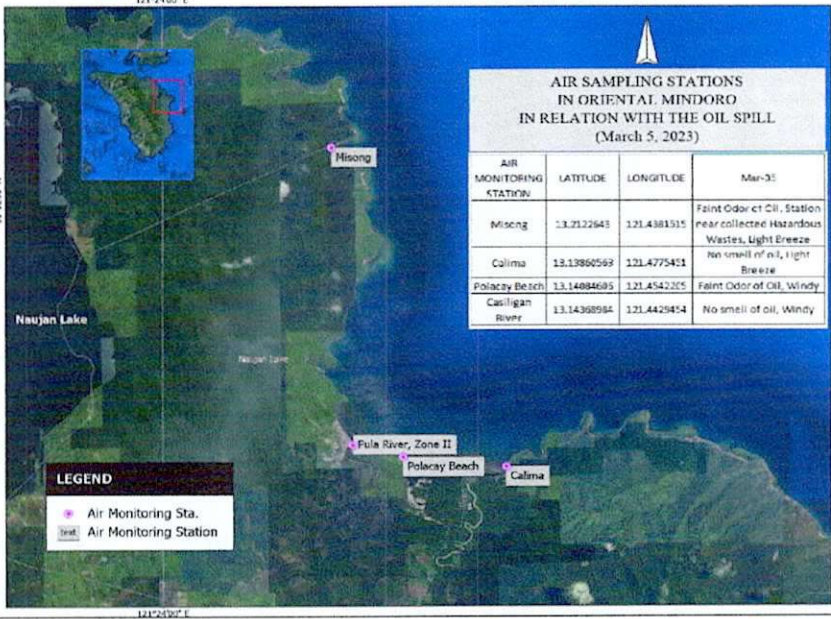 121°24'00" E
AIR SAMPLING STATIONS
IN ORIENTAL MINDORO
IN RELATION WITH THE OIL SPILL
(March 5, 2023)
AIR MONITORING STATION LATITUDE LONGITUDE Mar-05
Misong 13.2122643 121.4381515 Faint Odor of Oil, Station near collected Hazardous Wastes, Light Breeze
Calima 13.13860563 121.4775451 No smell of oil, Light Breeze
Polacay Beach 13.14084605 121.4542205 Faint Odor of Oil, Windy
Casiligan River 13.14368984 121.4429454 No smell of oil, Windy
Misong
Naujan Lake
Naujan Lake
Pula River, Zone II
Polacay Beach
Calima
LEGEND
Air Monitoring Sta.
text Air Monitoring Station
121°24'00" E